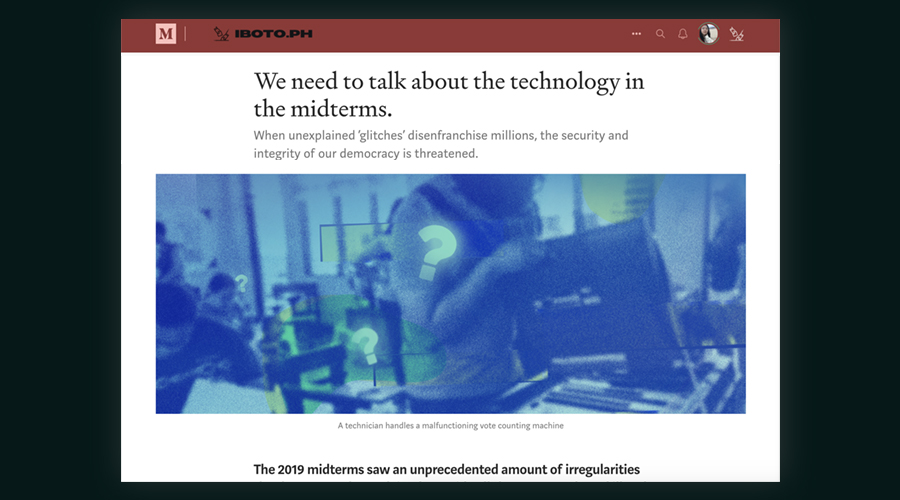 M
IBOTO.PH
We need to talk about the technology in
the midterms.
When unexplained ‘glitches’ disenfranchise millions, the security and
integrity of our democracy is threatened.
?
?
?
A technician handles a malfunctioning vote counting machine
The 2019 midterms saw an unprecedented amount of irregularities